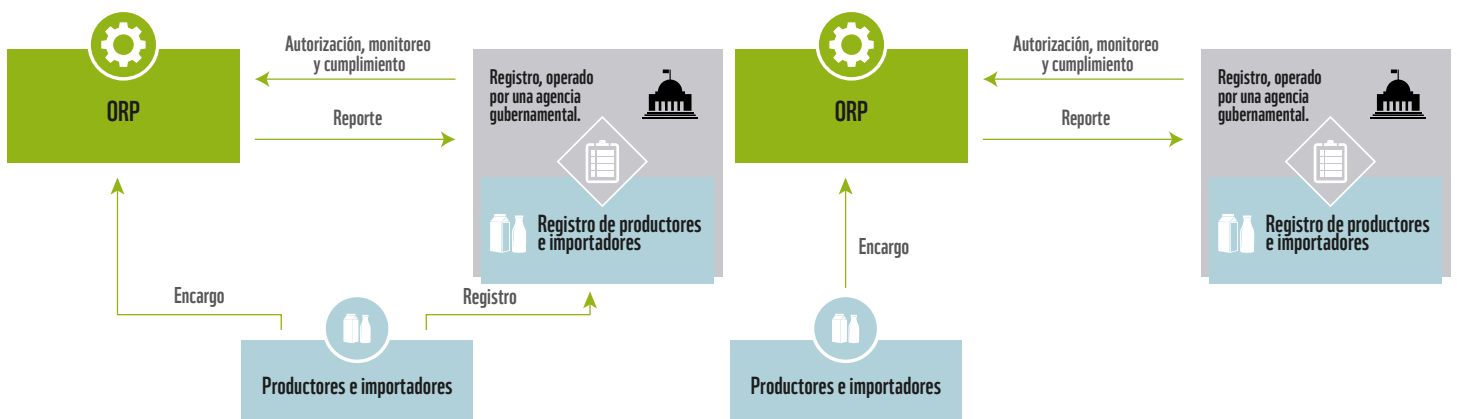 ORP
Autorización, monitoreo
y cumplimiento
Reporte
Registro, operado
por una agencia
gubernamental.
Registro de productores
e importadores
Encargo
Registro
Productores e importadores
ORP
Autorización, monitoreo
y cumplimiento
Reporte
Registro, operado
por una agencia
gubernamental.
Registro de productores
e importadores
Encargo
Productores e importadores